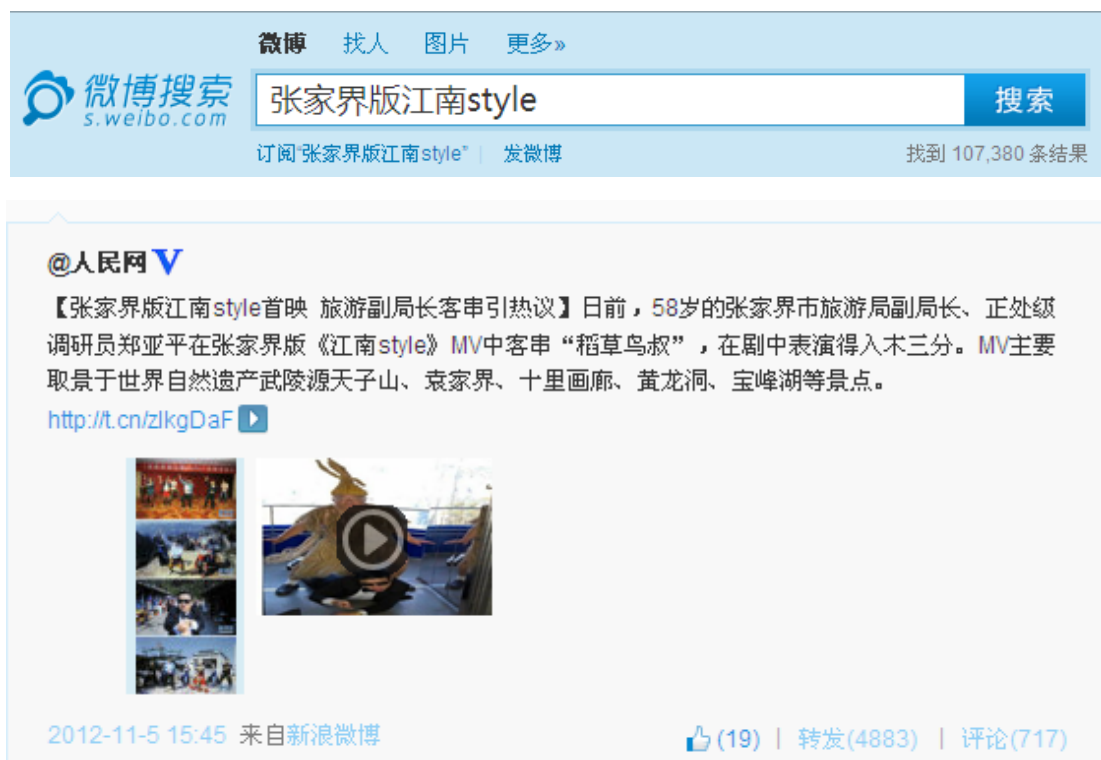 微博 找人 图片 更多»
微博搜索
s.weibo.com
张家界版江南style
搜索
订阅“张家界版江南style” | 发微博
找到 107,380 条结果
@人民网V
【张家界版江南style首映 旅游副局长客串引热议】日前，58岁的张家界市旅游局副局长、正处级
调研员郑亚平在张家界版《江南style》MV中客串“稻草鸟叔”，在剧中表演得入木三分。MV主要
取景于世界自然遗产武陵源天子山、袁家界、十里画廊、黄龙洞、宝峰湖等景点。
http://t.cn/zlkgDaF
2012-11-5 15:45 来自新浪微博
(19) | 转发(4883) | 评论(717)